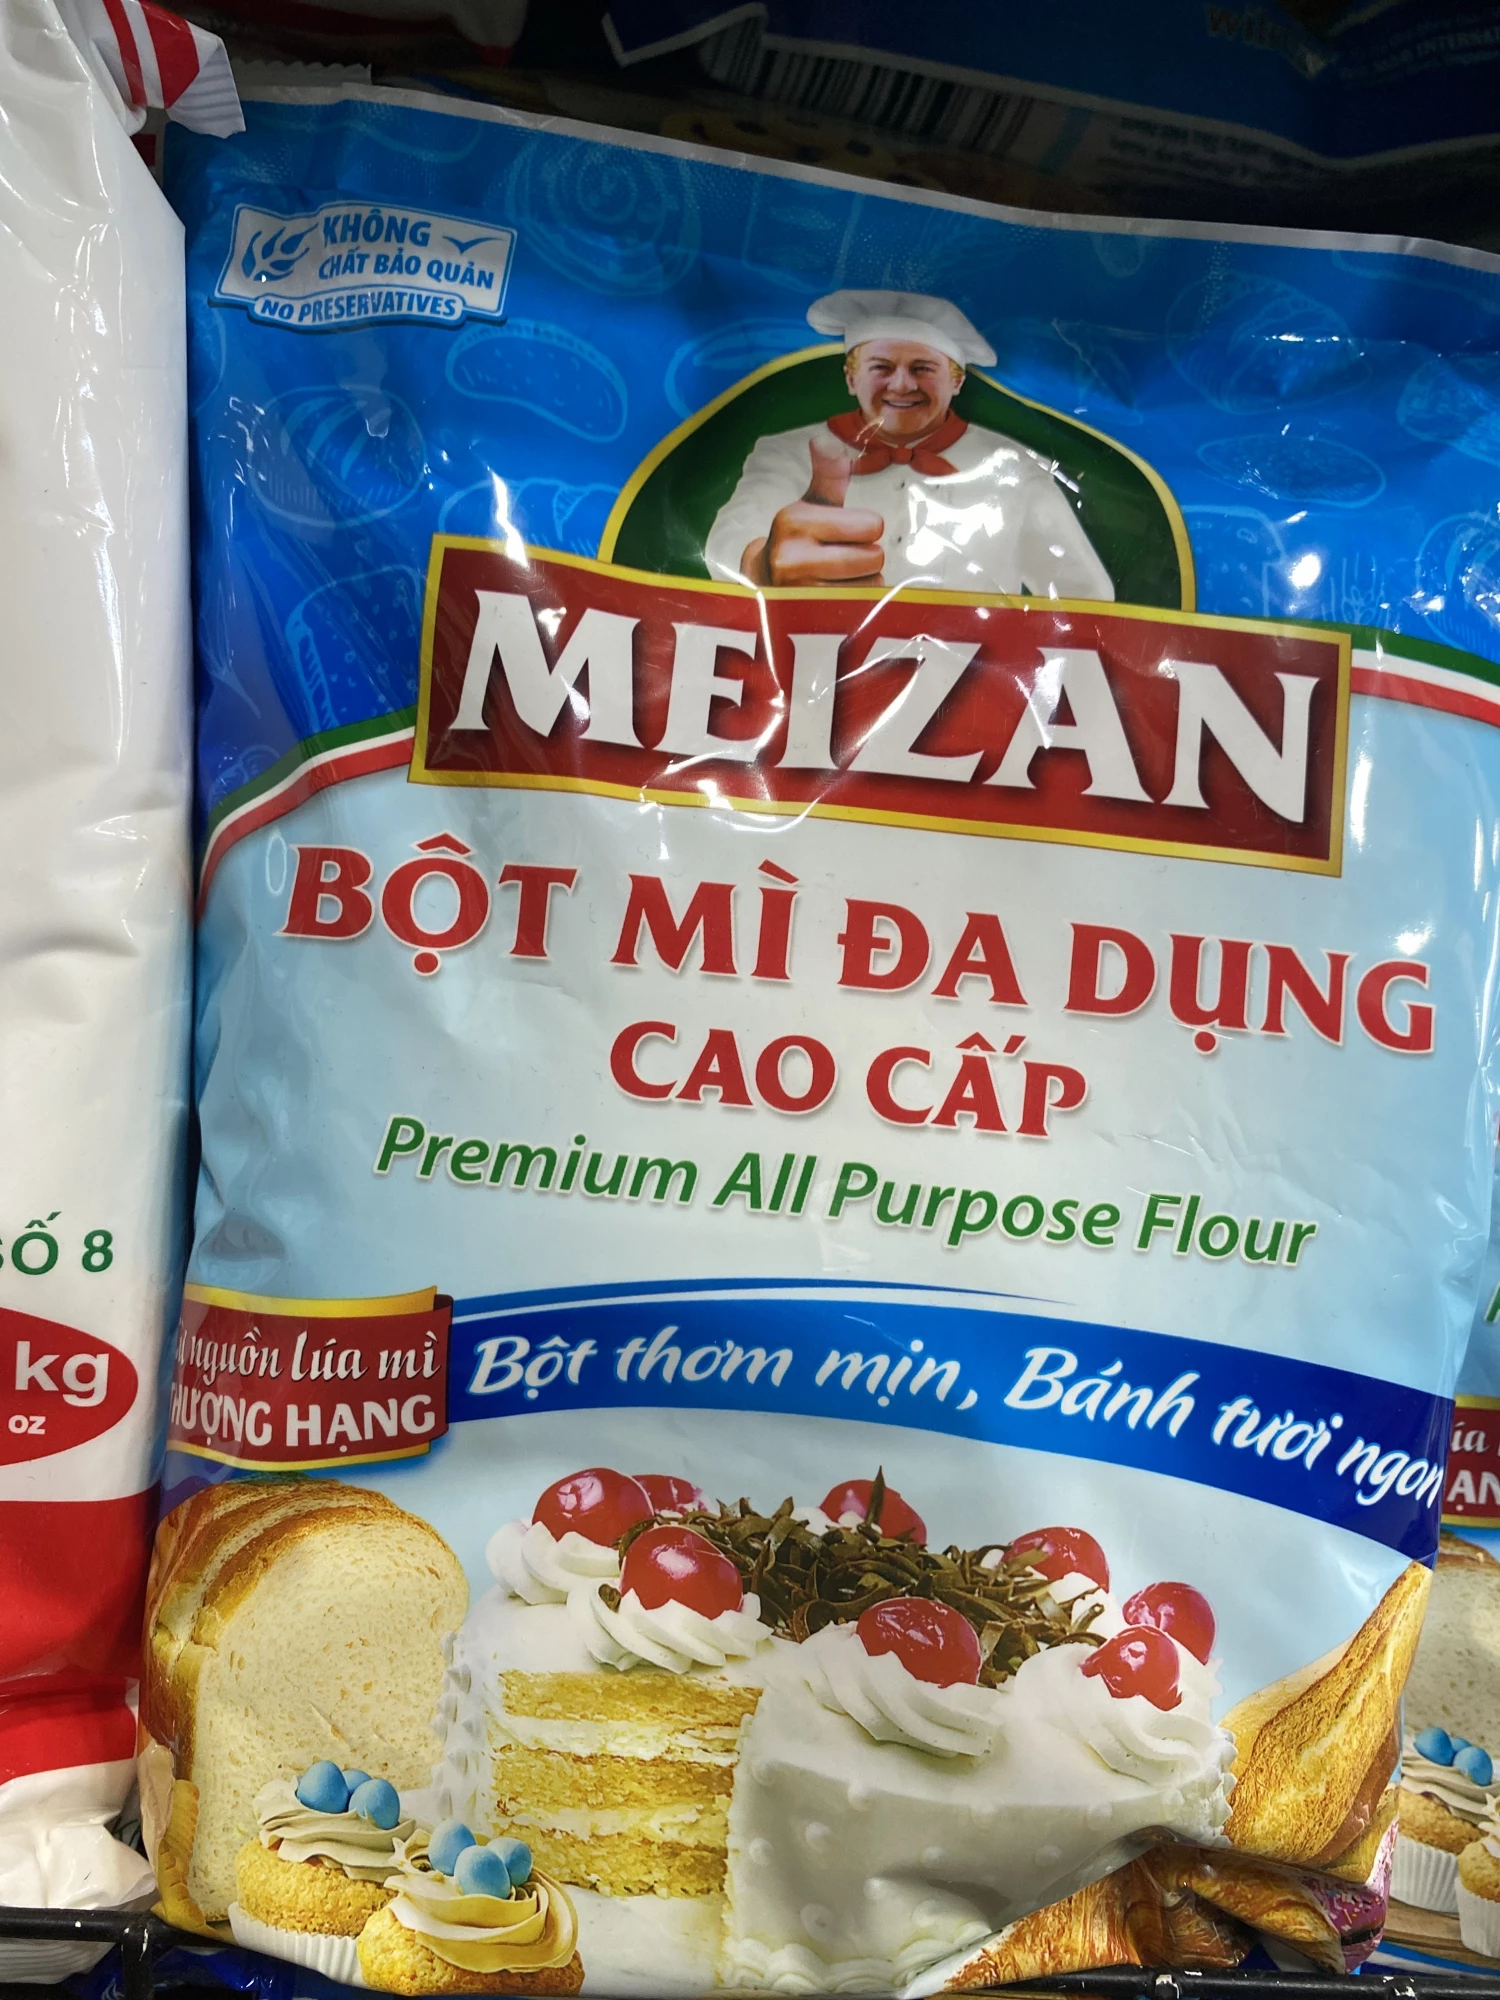 KHÔNG
CHẤT BẢO QUẢN
NO PRESERVATIVES
MEIZAN
BỘT MÌ ĐA DỤNG
CAO CẤP
Premium All Purpose Flour
nguồn lúa mì
THƯỢNG HẠNG
Bột thơm mịn, Bánh tươi ngon
SỐ 8
kg
oz